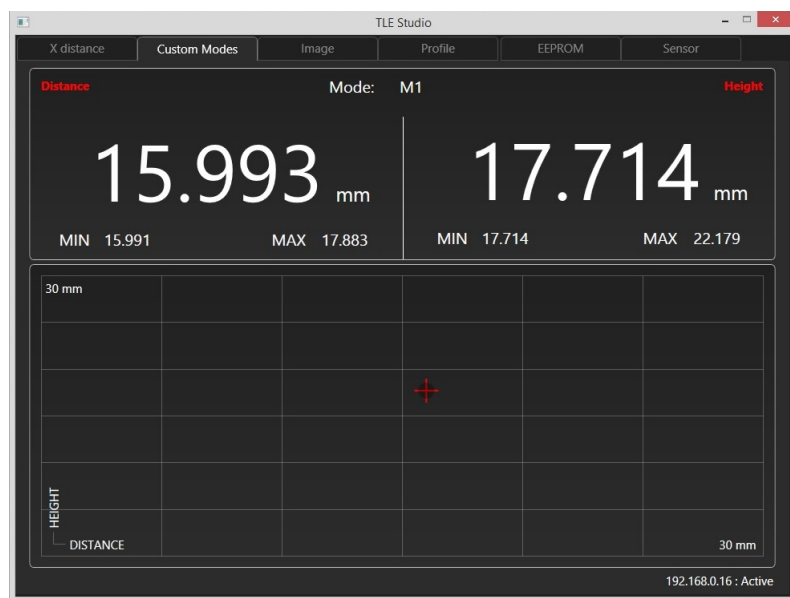 TLE Studio
X distance Custom Modes Image Profile EEPROM Sensor
Distance Mode: M1 Height
15.993 mm 17.714 mm
MIN 15.991 MAX 17.883 MIN 17.714 MAX 22.179
30 mm
HEIGHT
DISTANCE 30 mm
192.168.0.16 : Active